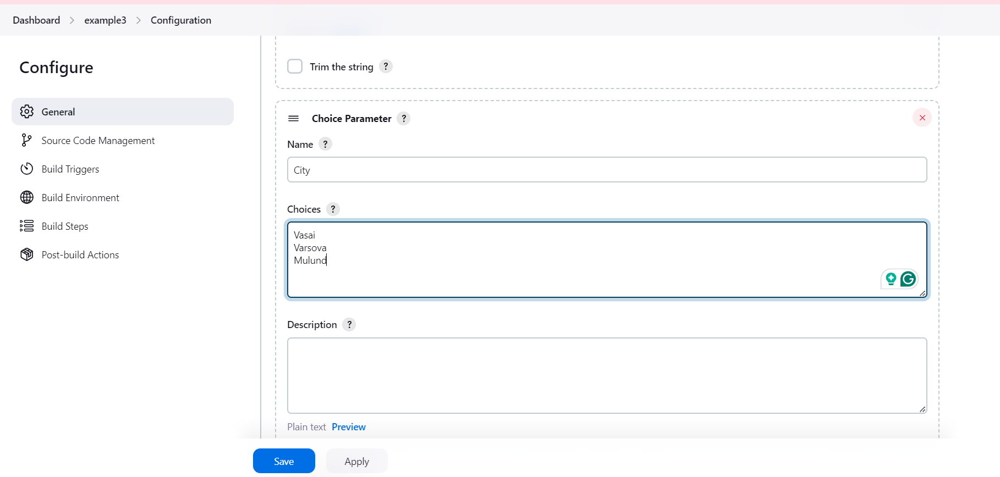 Dashboard > example3 > Configuration
Configure
General
Source Code Management
Build Triggers
Build Environment
Build Steps
Post-build Actions
Trim the string ?
Choice Parameter ?
Name ?
City
Choices ?
Vasai
Varsova
Mulund
Description ?
Plain text Preview
Save Apply